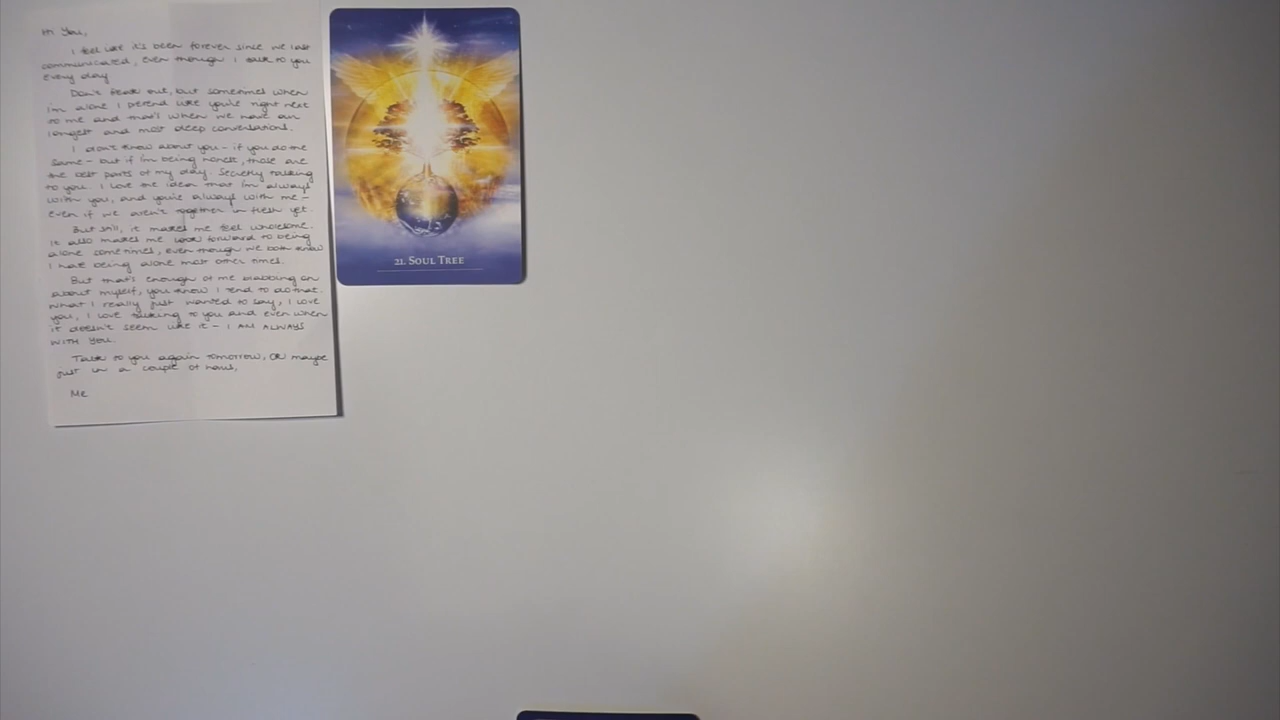 Hi You,
I feel like it's been forever since we last
communicated, even though I talk to you
every day
Don't freak out, but sometimes when
I'm alone I pretend like you're right next
to me and that's when we have our
longest and most deep conversations.
I don't know about you - if you do the
same - but if I'm being honest, those are
the best parts of my day. Secretly talking
to you. I love the idea that I'm always
with you, and you're always with me -
even if we aren't together in flesh yet.
But still, it makes me feel wholesome.
It also makes me look forward to being
alone sometimes, even though we both know
I hate being alone most other times.
But that's enough of me blabbing on
about myself, you know I tend to do that.
What I really just wanted to say, I love
you, I love talking to you and even when
it doesn't seem like it - I AM ALWAYS
WITH YOU.
Talk to you again tomorrow, OR maybe
just in a couple of hours,
Me
21. SOUL TREE